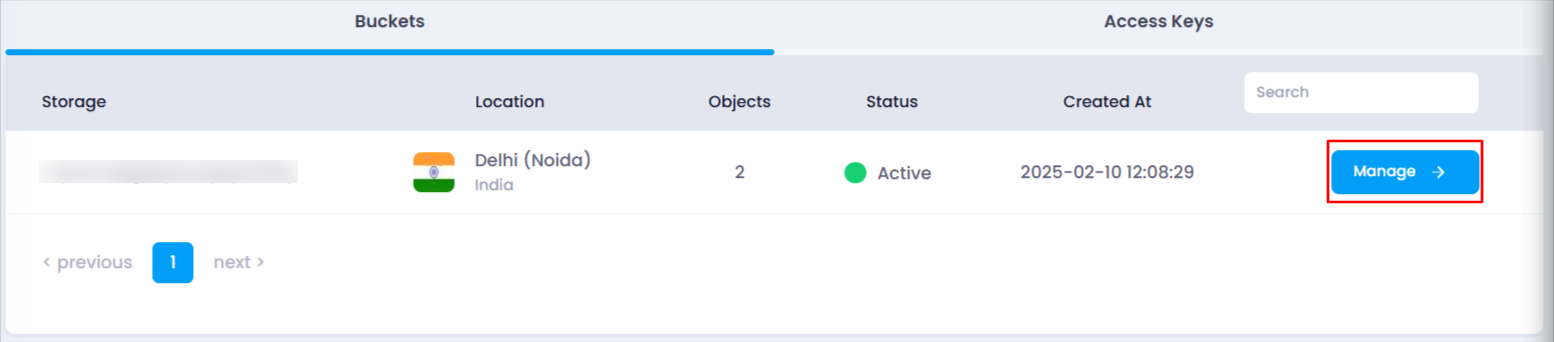 Buckets Access Keys
Storage Location Objects Status Created At Search
Delhi (Noida)
India
2 Active 2025-02-10 12:08:29 Manage →
< previous 1 next >